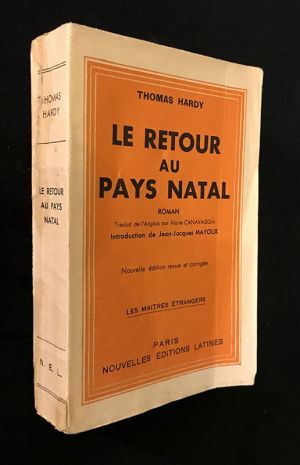 THOMAS
HARDY
LE RETOUR
AU PAYS
NATAL
N. E. L.
THOMAS HARDY
LE RETOUR
AU
PAYS NATAL
ROMAN
Traduit de l'Anglais par Marie CANAVAGGIA
Introduction de Jean-Jacques MAYOUX
Nouvelle édition revue et corrigée
LES MAITRES ÉTRANGERS
PARIS
NOUVELLES ÉDITIONS LATINES